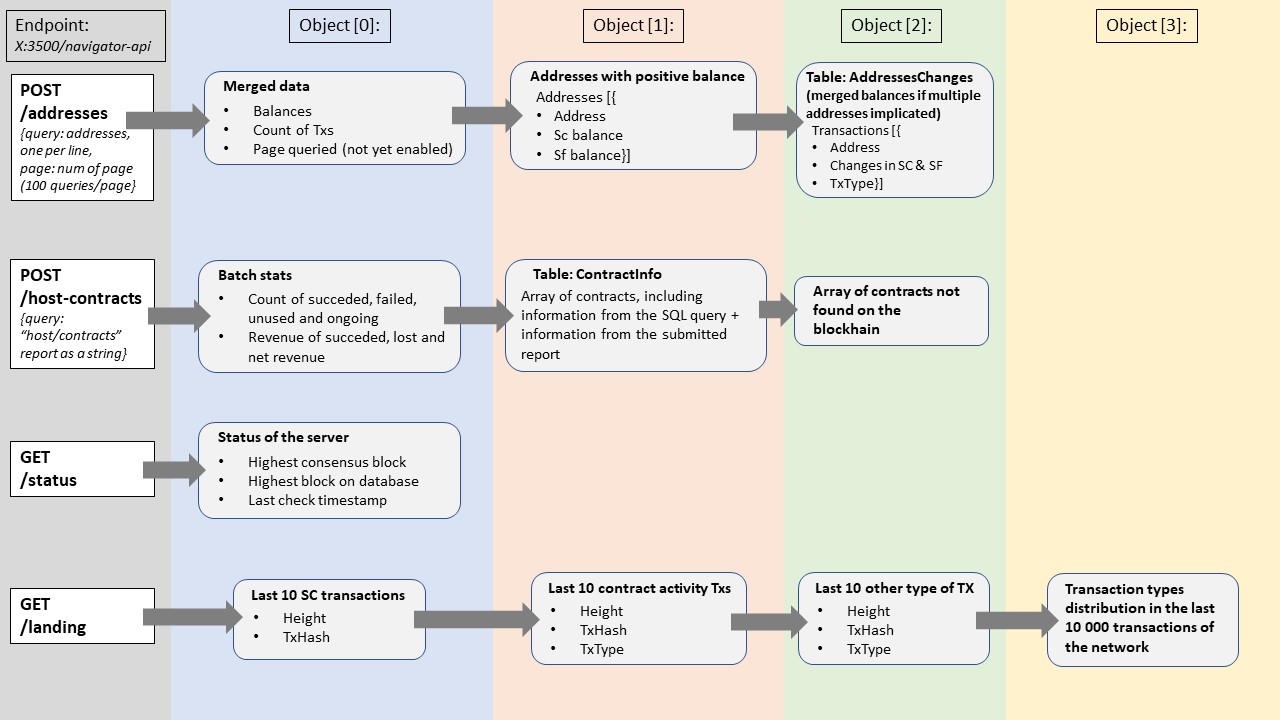 Endpoint:
X:3500/navigator-api
Object [0]:
Object [1]:
Object [2]:
Object [3]:
POST
/addresses
{query: addresses,
one per line,
page: num of page
(100 queries/page}
Merged data
• Balances
• Count of Txs
• Page queried (not yet enabled)
Addresses with positive balance
Addresses [{
• Address
• Sc balance
• Sf balance}]
Table: AddressesChanges
(merged balances if multiple
addresses implicated)
Transactions [{
• Address
• Changes in SC & SF
• TxType}]
POST
/host-contracts
{query:
“host/contracts”
report as a string}
Batch stats
• Count of succeded, failed,
unused and ongoing
• Revenue of succeded, lost and
net revenue
Table: ContractInfo
Array of contracts, including
information from the SQL query +
information from the submitted
report
Array of contracts not
found on the
blockhain
GET
/status
Status of the server
• Highest consensus block
• Highest block on database
• Last check timestamp
GET
/landing
Last 10 SC transactions
• Height
• TxHash
Last 10 contract activity Txs
• Height
• TxHash
• TxType
Last 10 other type of TX
• Height
• TxHash
• TxType
Transaction types
distribution in the last
10 000 transactions of
the network